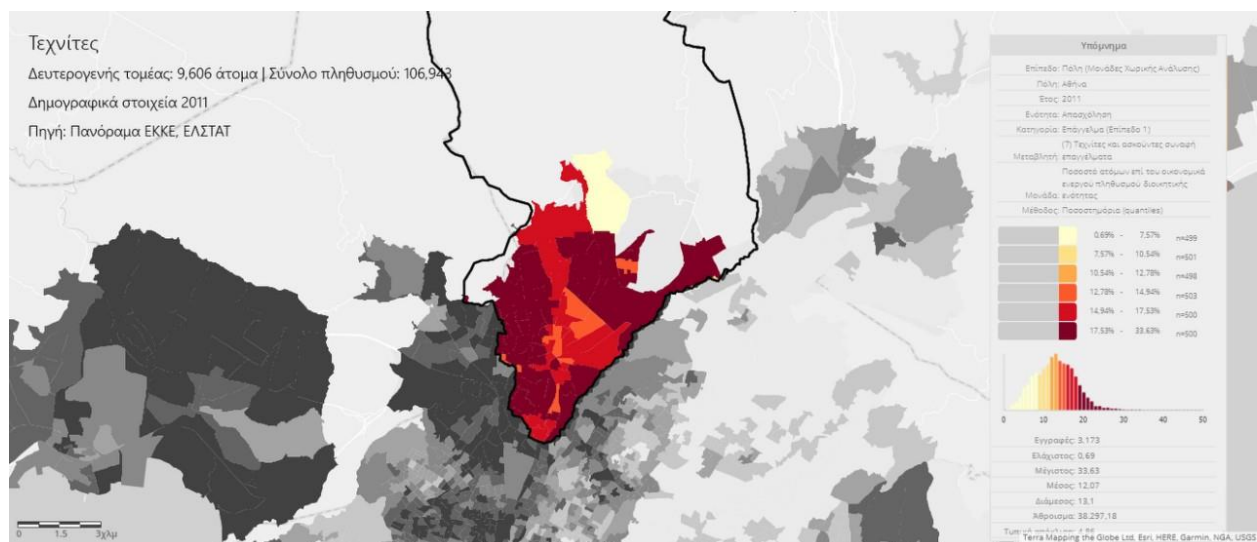 Τεχνίτες
Δευτερογενής τομέας: 9,606 άτομα | Σύνολο πληθυσμού: 106,943
Δημογραφικά στοιχεία 2011
Πηγή: Πανόραμα ΕΚΚΕ, ΕΛΣΤΑΤ
Υπόμνημα
Επίπεδο: Πόλη (Μονάδες Χωρικής Ανάλυσης)
Πόλη: Αθήνα
Έτος: 2011
Ενότητα: Απασχόληση
Κατηγορία: Επάγγελμα (Επίπεδο 1)
(7) Τεχνίτες και ασκούντες συναφή
Μεταβλητή: επαγγέλματα
Ποσοστό ατόμων επί του οικονομικά
ενεργού πληθυσμού διοικητικής
Μονάδα: ενότητας
Μέθοδος: Ποσοστημόρια (quantiles)
0.69% - 7.57% n=499
7.57% - 10.54% n=501
10.54% - 12.78% n=498
12.78% - 14.94% n=503
14.94% - 17.53% n=500
17.53% - 33.63% n=500
0 10 20 30 40 50
Εγγραφές: 3,173
Ελάχιστος: 0,69
Μέγιστος: 33,63
Μέσος: 12,07
Διάμεσος: 13,1
Άθροισμα: 38.297,18
0 1.5 3χλμ
Terra Mapping the Globe Ltd, Esri, HERE, Garmin, NGA, USGS